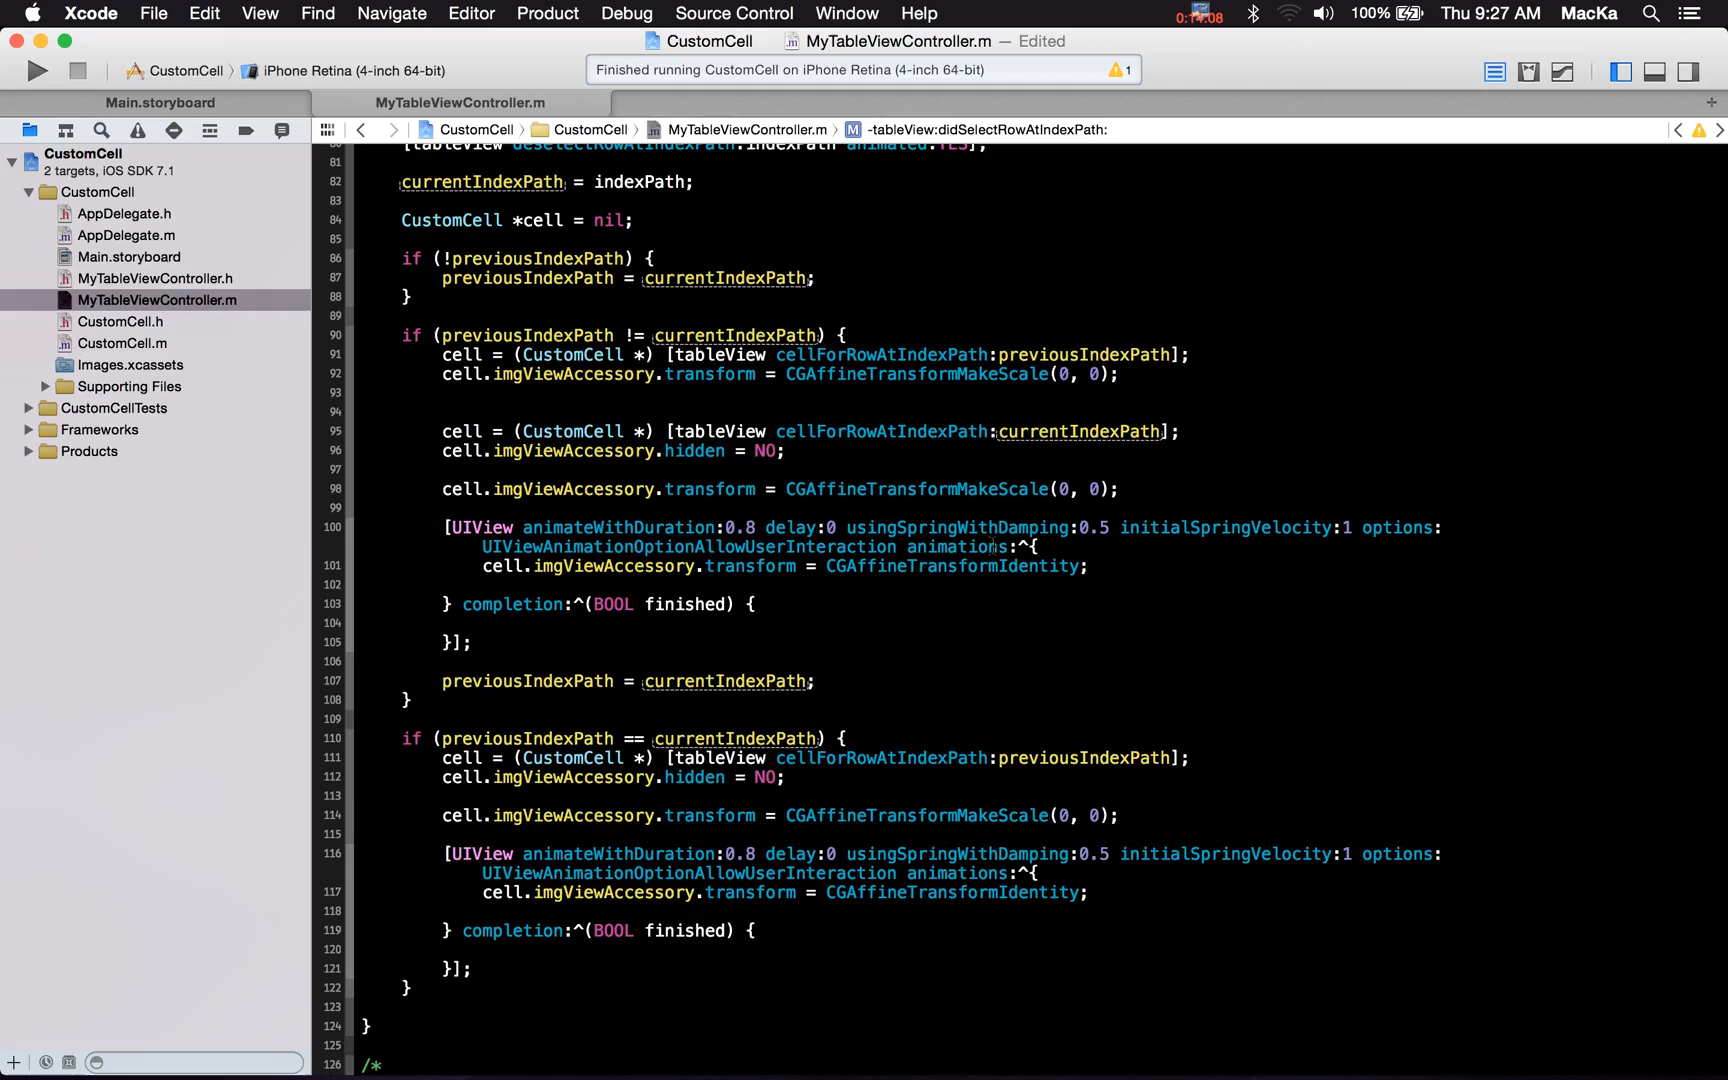 Xcode File Edit View Find Navigate Editor Product Debug Source Control Window Help 0:14:08 100% Thu 9:27 AM MacKa
CustomCell MyTableViewController.m — Edited
CustomCell 〉 iPhone Retina (4-inch 64-bit) Finished running CustomCell on iPhone Retina (4-inch 64-bit) 1
Main.storyboard MyTableViewController.m +
CustomCell 〉 CustomCell 〉 MyTableViewController.m 〉 M -tableView:didSelectRowAtIndexPath:
CustomCell
2 targets, iOS SDK 7.1
CustomCell
AppDelegate.h
AppDelegate.m
Main.storyboard
MyTableViewController.h
MyTableViewController.m
CustomCell.h
CustomCell.m
Images.xcassets
Supporting Files
CustomCellTests
Frameworks
Products
80 [tableView deselectRowAtIndexPath:indexPath animated:YES];
81
82 currentIndexPath = indexPath;
83
84 CustomCell *cell = nil;
85
86 if (!previousIndexPath) {
87 previousIndexPath = currentIndexPath;
88 }
89
90 if (previousIndexPath != currentIndexPath) {
91 cell = (CustomCell *) [tableView cellForRowAtIndexPath:previousIndexPath];
92 cell.imgViewAccessory.transform = CGAffineTransformMakeScale(0, 0);
93
94
95 cell = (CustomCell *) [tableView cellForRowAtIndexPath:currentIndexPath];
96 cell.imgViewAccessory.hidden = NO;
97
98 cell.imgViewAccessory.transform = CGAffineTransformMakeScale(0, 0);
99
100 [UIView animateWithDuration:0.8 delay:0 usingSpringWithDamping:0.5 initialSpringVelocity:1 options:
UIViewAnimationOptionAllowUserInteraction animations:^{
101 cell.imgViewAccessory.transform = CGAffineTransformIdentity;
102
103 } completion:^(BOOL finished) {
104
105 }];
106
107 previousIndexPath = currentIndexPath;
108 }
109
110 if (previousIndexPath == currentIndexPath) {
111 cell = (CustomCell *) [tableView cellForRowAtIndexPath:previousIndexPath];
112 cell.imgViewAccessory.hidden = NO;
113
114 cell.imgViewAccessory.transform = CGAffineTransformMakeScale(0, 0);
115
116 [UIView animateWithDuration:0.8 delay:0 usingSpringWithDamping:0.5 initialSpringVelocity:1 options:
UIViewAnimationOptionAllowUserInteraction animations:^{
117 cell.imgViewAccessory.transform = CGAffineTransformIdentity;
118
119 } completion:^(BOOL finished) {
120
121 }];
122 }
123
124 }
125
126 /*